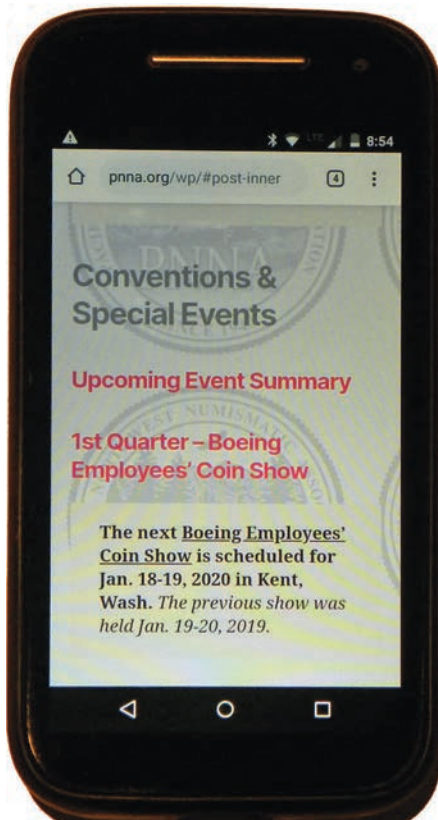 LTE 8:54
pnna.org/wp/#post-inner 4
PNNA
Conventions &
Special Events
Upcoming Event Summary
NUMISMATIC
1st Quarter – Boeing
Employees' Coin Show
The next Boeing Employees'
Coin Show is scheduled for
Jan. 18-19, 2020 in Kent,
Wash. The previous show was
held Jan. 19-20, 2019.